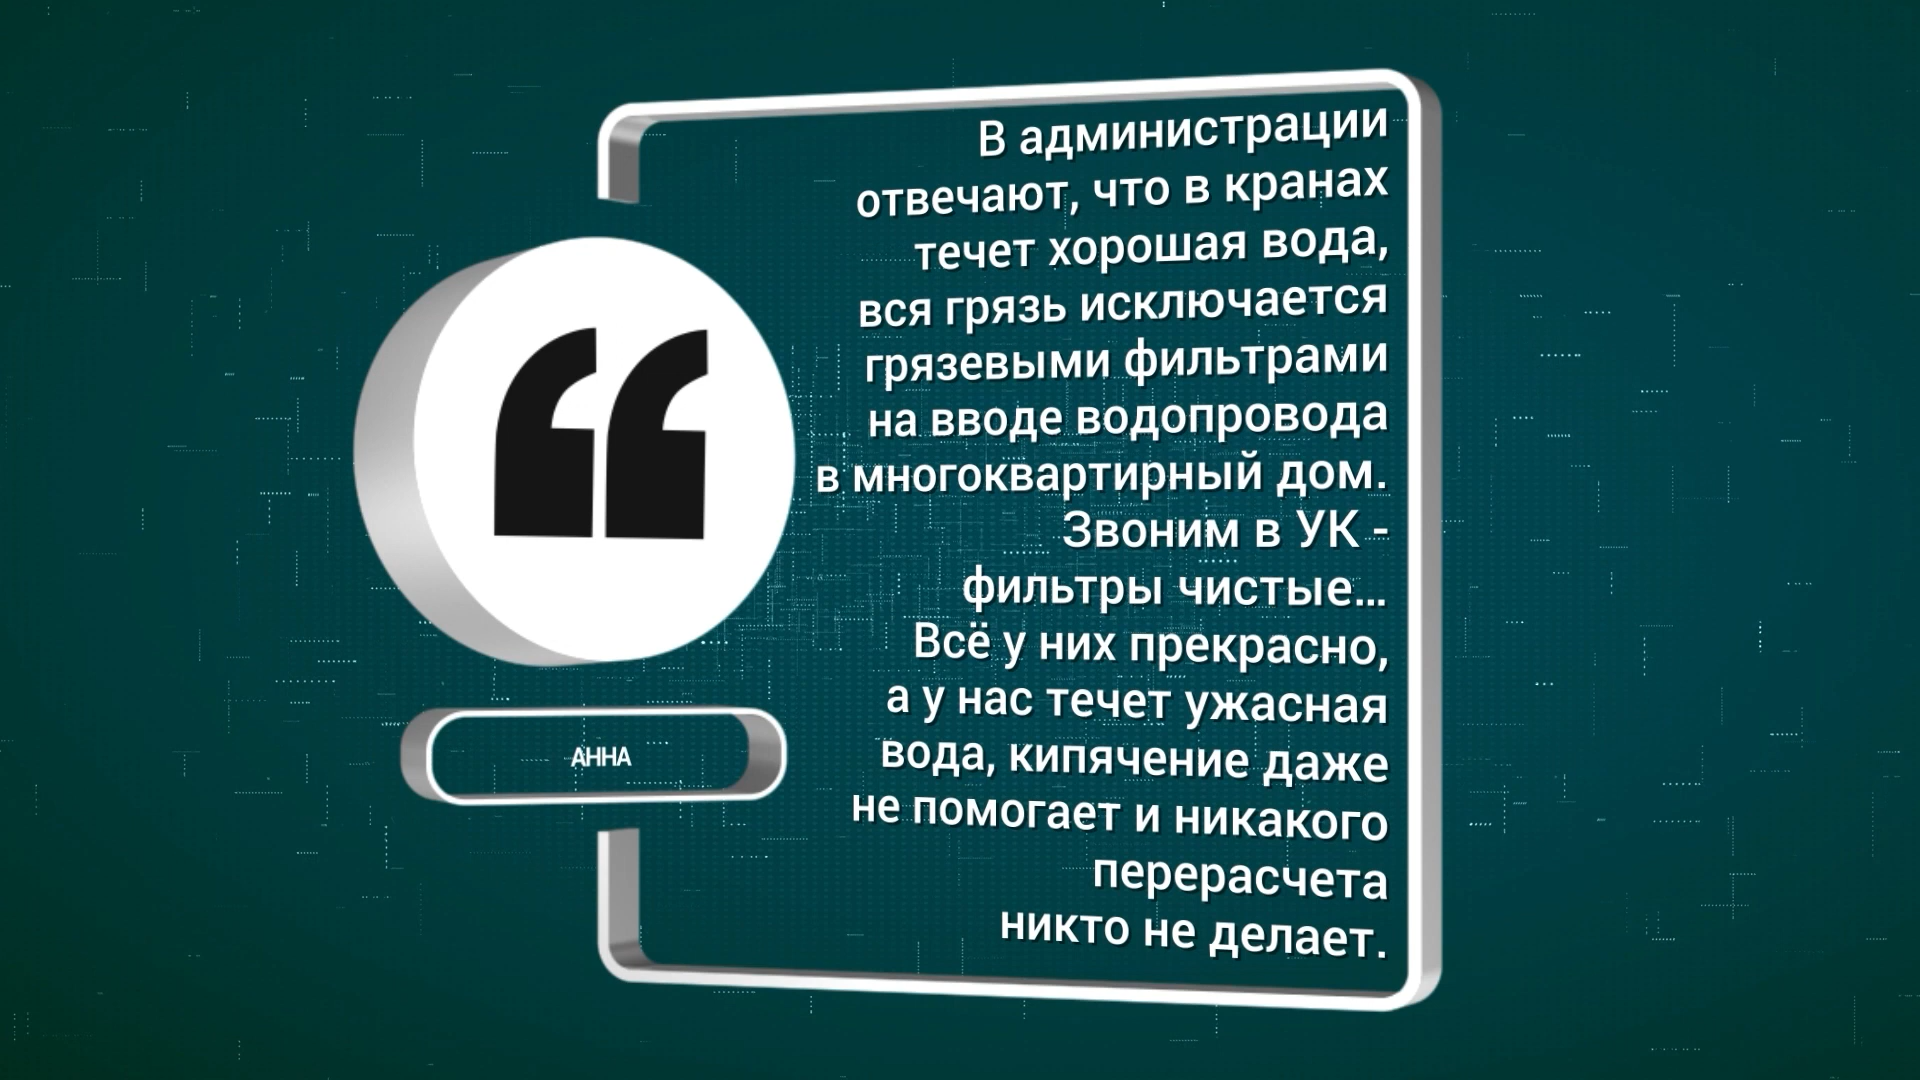 В администрации
отвечают, что в кранах
течет хорошая вода,
вся грязь исключается
грязевыми фильтрами
на вводе водопровода
в многоквартирный дом.
Звоним в УК -
фильтры чистые...
Всё у них прекрасно,
а у нас течет ужасная
вода, кипячение даже
не помогает и никакого
перерасчета
никто не делает.
АННА